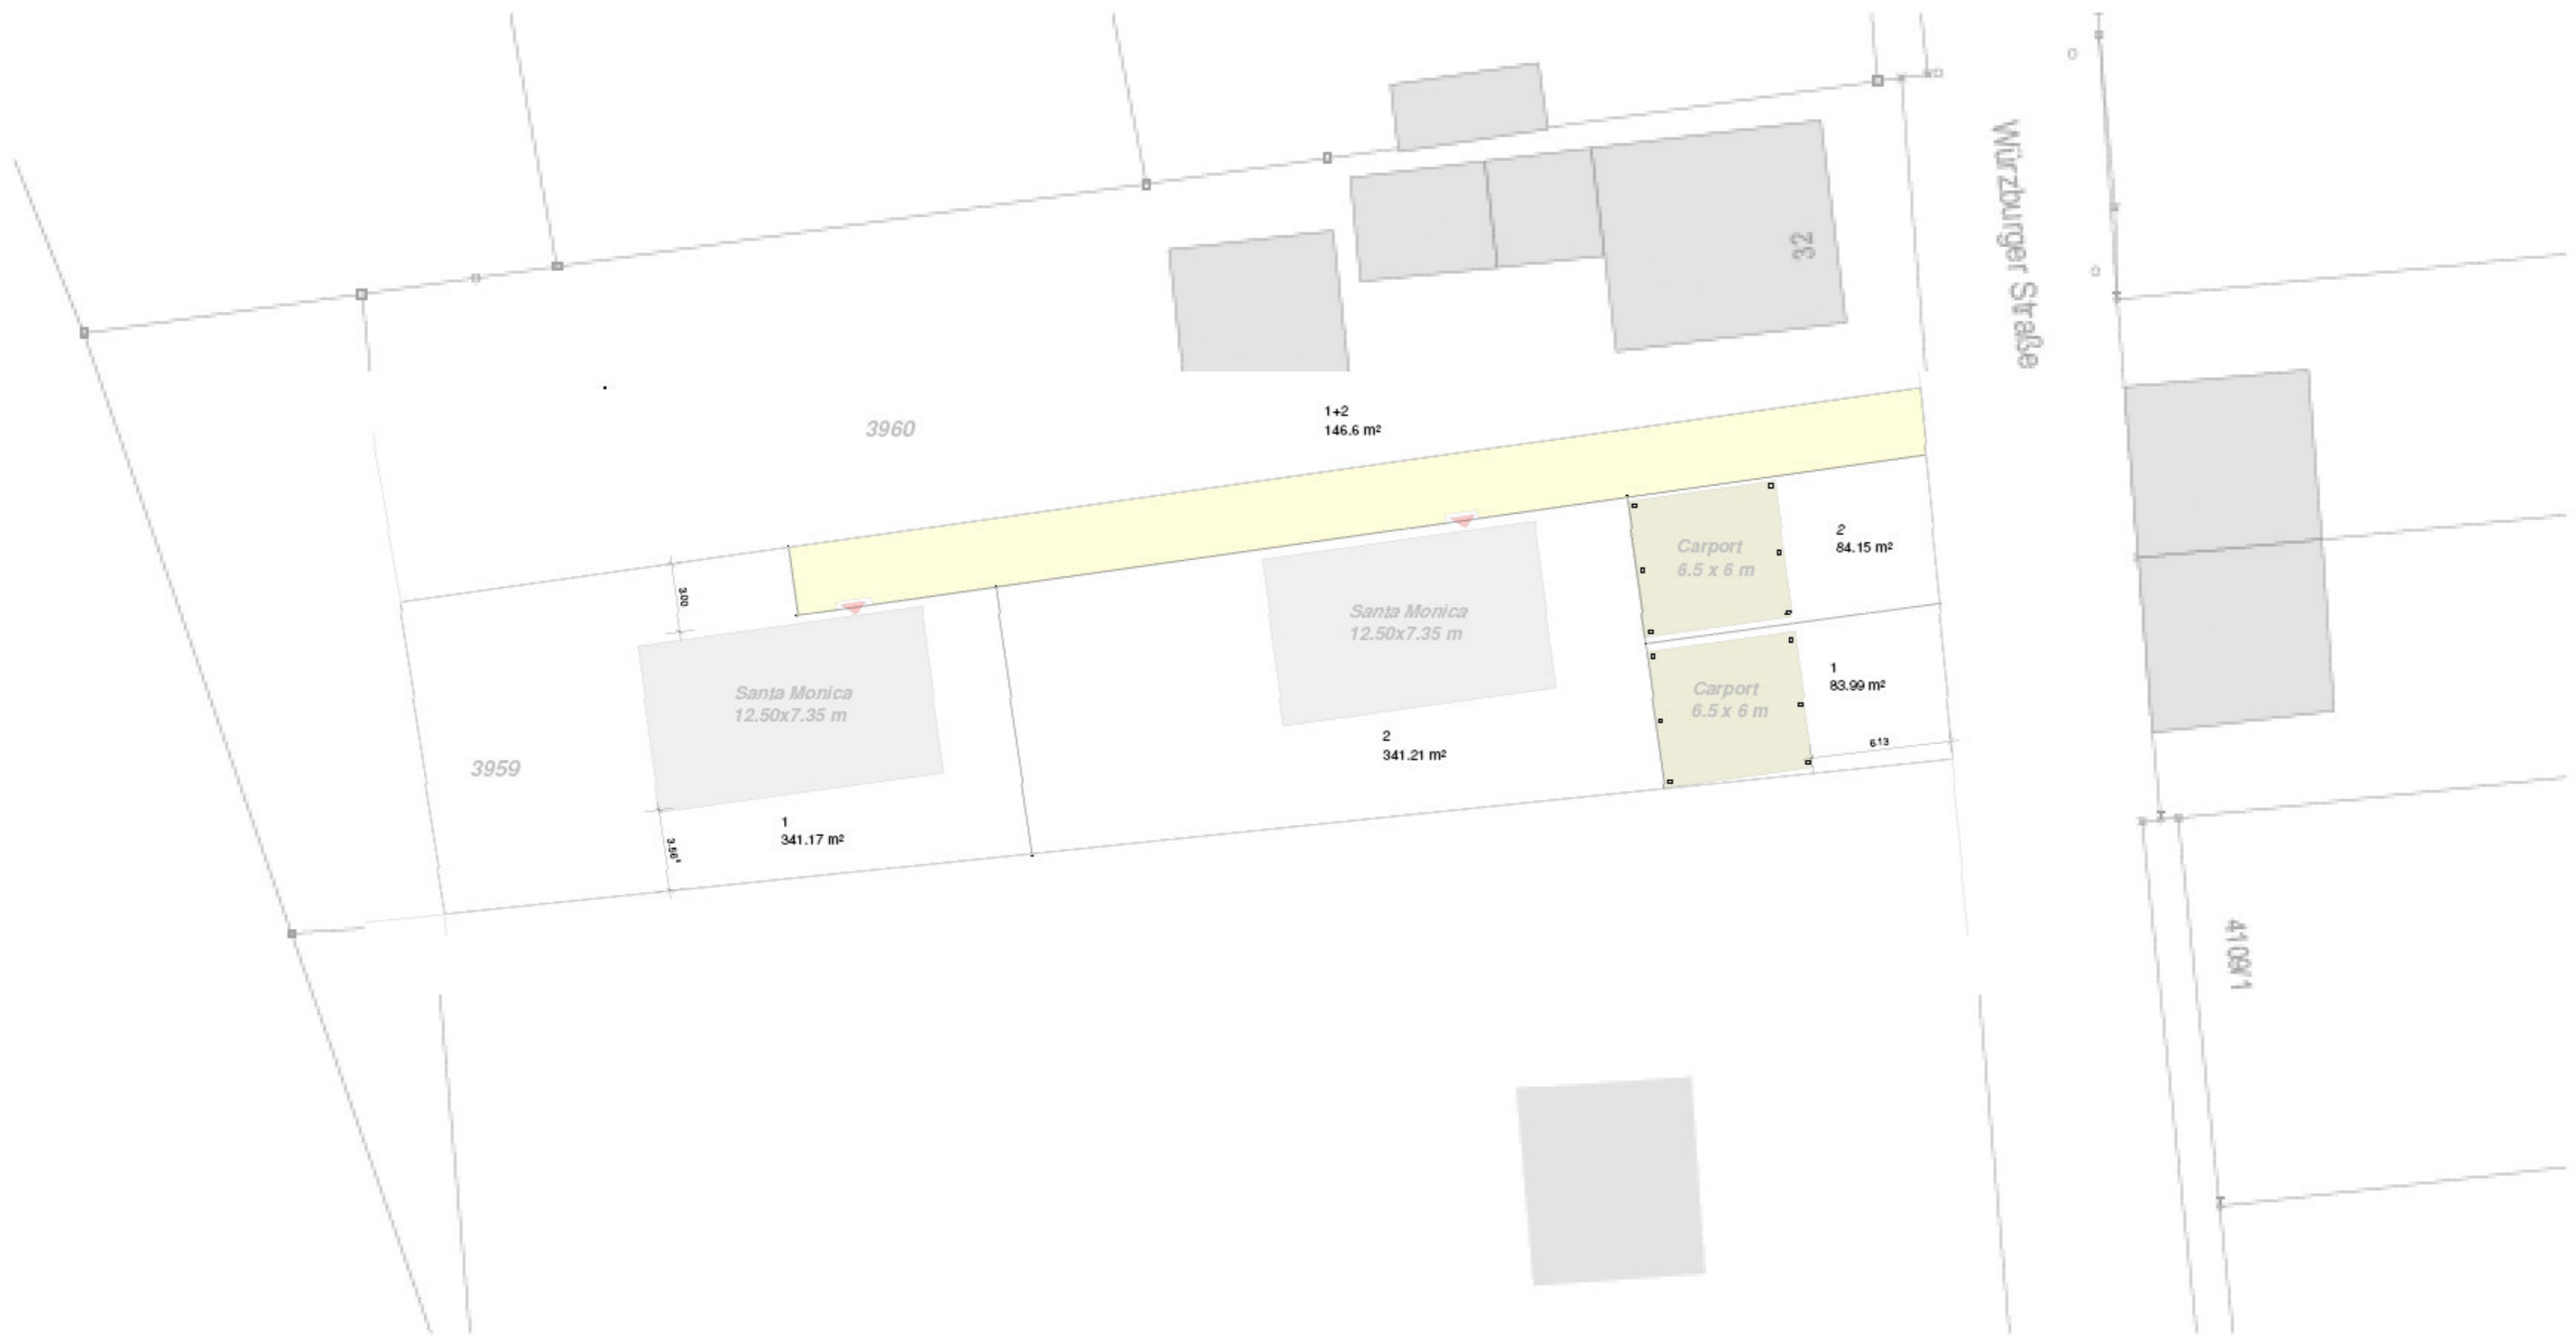 Würzburger Straße
32
1+2
146.6 m²
3960
2
84.15 m²
Carport
6.5 x 6 m
3.00
Santa Monica
12.50x7.35 m
Santa Monica
12.50x7.35 m
1
83.99 m²
Carport
6.5 x 6 m
6.13
2
341.21 m²
3959
1
341.17 m²
3.56¹
4109/1